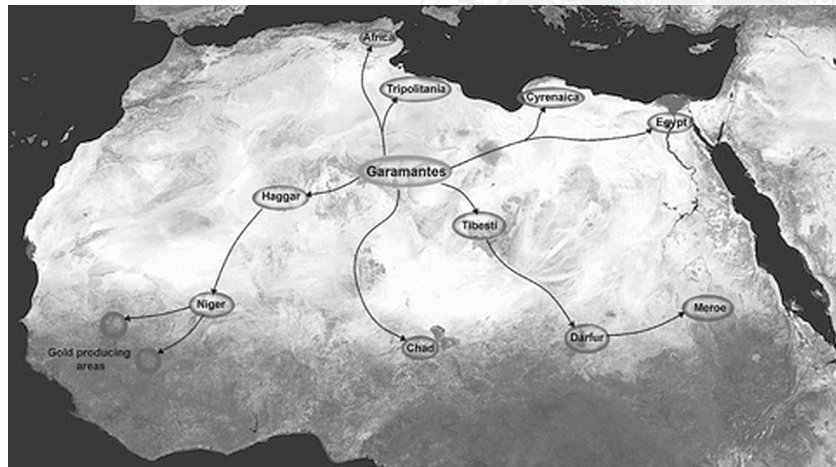 Africa
Tripolitania
Cyrenaica
Egypt
Garamantes
Haggar
Tibesti
Niger
Meroe
Darfur
Chad
Gold producing
areas